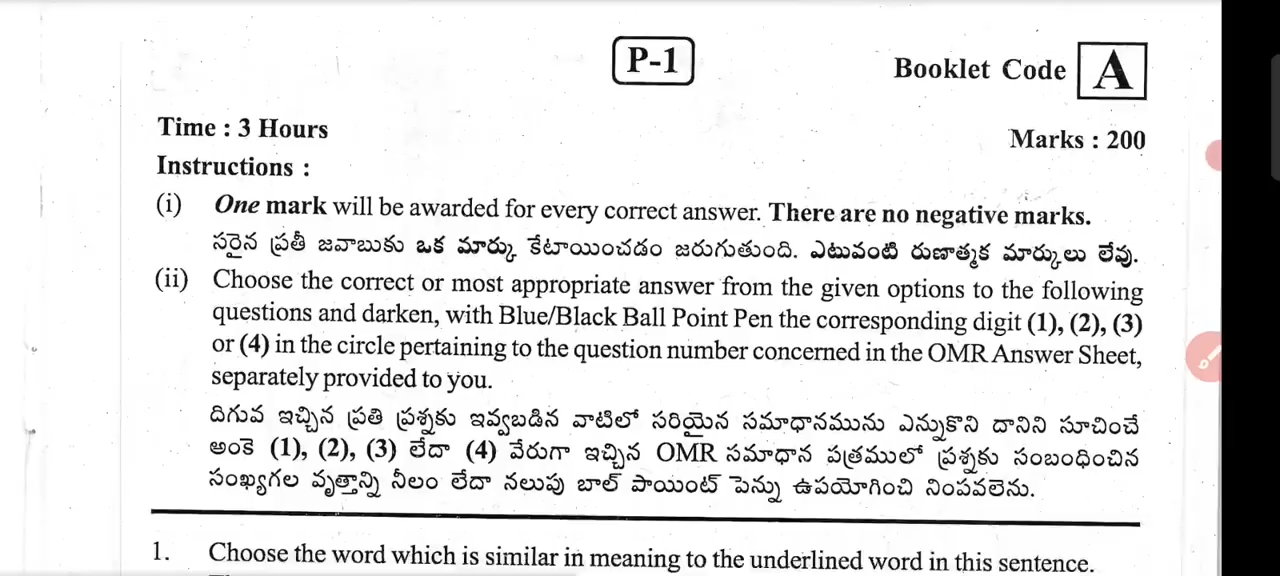 P-1
Booklet Code A
Time : 3 Hours
Marks : 200
Instructions :
(i) One mark will be awarded for every correct answer. There are no negative marks.
సరైన ప్రతీ జవాబుకు ఒక మార్కు కేటాయించడం జరుగుతుంది. ఎటువంటి రుణాత్మక మార్కులు లేవు.
(ii) Choose the correct or most appropriate answer from the given options to the following
questions and darken, with Blue/Black Ball Point Pen the corresponding digit (1), (2), (3)
or (4) in the circle pertaining to the question number concerned in the OMR Answer Sheet,
separately provided to you.
దిగువ ఇచ్చిన ప్రతి ప్రశ్నకు ఇవ్వబడిన వాటిలో సరియైన సమాధానమును ఎన్నుకొని దానిని సూచించే
అంకె (1), (2), (3) లేదా (4) వేరుగా ఇచ్చిన OMR సమాధాన పత్రములో ప్రశ్నకు సంబంధించిన
సంఖ్యగల వృత్తాన్ని నీలం లేదా నలుపు బాల్ పాయింట్ పెన్ను ఉపయోగించి నింపవలెను.
1. Choose the word which is similar in meaning to the underlined word in this sentence.